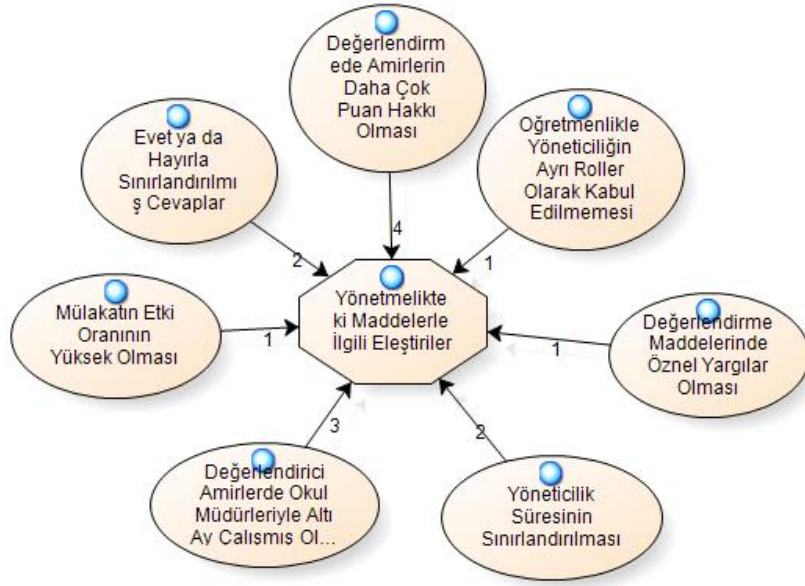 Değerlendirm
ede Amirlerin
Daha Çok
Puan Hakkı
Olması
Evet ya da
Hayırla
Sınırlandırılmı
ş Cevaplar
Öğretmenlikle
Yöneticiliğin
Ayrı Roller
Olarak Kabul
Edilmemesi
4
2
1
Yönetmelikte
ki Maddelerle
İlgili Eleştiriler
Mülakatın Etki
Oranının
Yüksek Olması
1
Değerlendirme
Maddelerinde
Öznel Yargılar
Olması
1
3
2
Değerlendirici
Amirlerde Okul
Müdürleriyle Altı
Ay Çalışmış Ol...
Yöneticilik
Süresinin
Sınırlandırılması